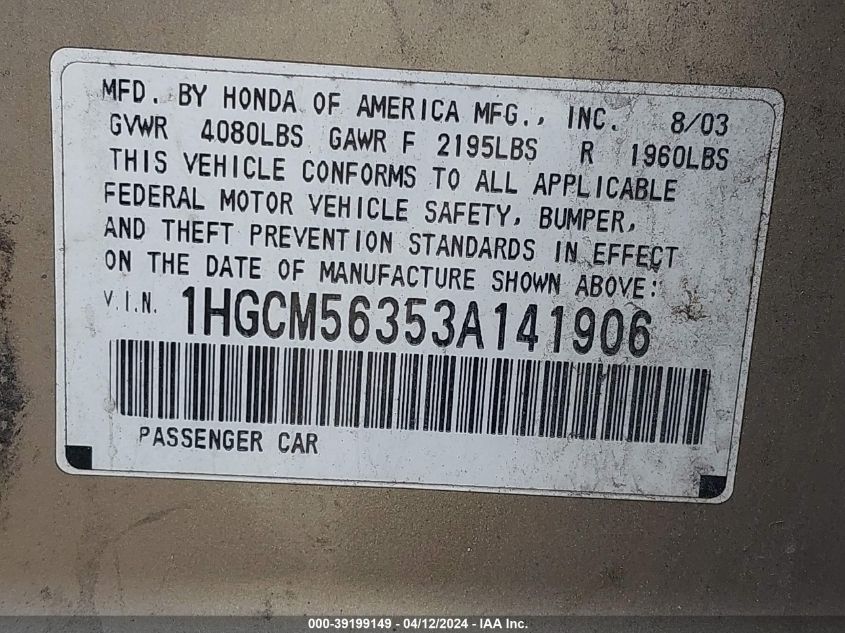 MFD. BY HONDA OF AMERICA MFG., INC. 8/03
GVWR 4080LBS GAWR F 2195LBS R 1960LBS
THIS VEHICLE CONFORMS TO ALL APPLICABLE
FEDERAL MOTOR VEHICLE SAFETY, BUMPER,
AND THEFT PREVENTION STANDARDS IN EFFECT
ON THE DATE OF MANUFACTURE SHOWN ABOVE:
V.I.N. 1HGCM56353A141906
PASSENGER CAR
000-39199149 - 04/12/2024 - IAA Inc.